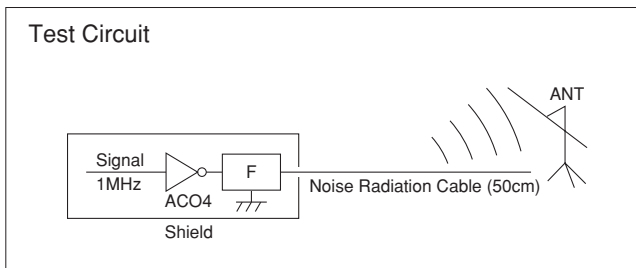 Test Circuit
ANT
Signal
1MHz
F
ACO4
Noise Radiation Cable (50cm)
Shield